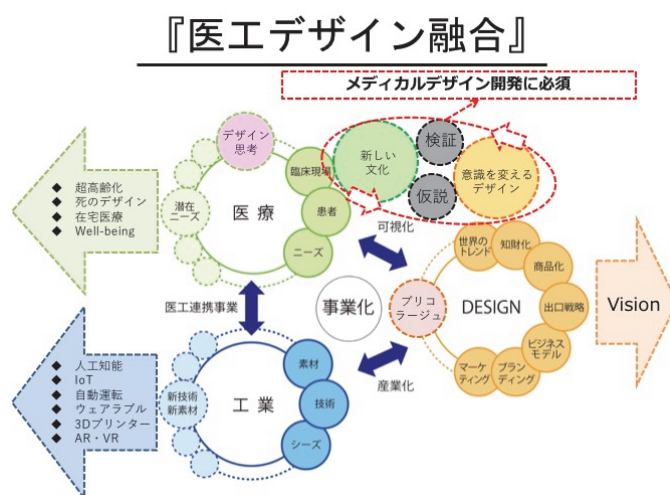 『医工デザイン融合』
メディカルデザイン開発に必須
デザイン
思考
臨床現場
新しい
文化
検証
仮説
意識を変える
デザイン
◆ 超高齢化
◆ 死のデザイン
◆ 在宅医療
◆ Well-being
潜在
ニーズ
医 療
患者
ニーズ
可視化
世界の
トレンド
知財化
商品化
医工連携事業
事業化
ブリコ
ラージュ
DESIGN
出口戦略
Vision
ビジネス
モデル
ブラン
ディング
マーケ
ティング
産業化
◆ 人工知能
◆ IoT
◆ 自動運転
◆ ウェアラブル
◆ 3Dプリンター
◆ AR・VR
新技術
新素材
工 業
素材
技術
シーズ